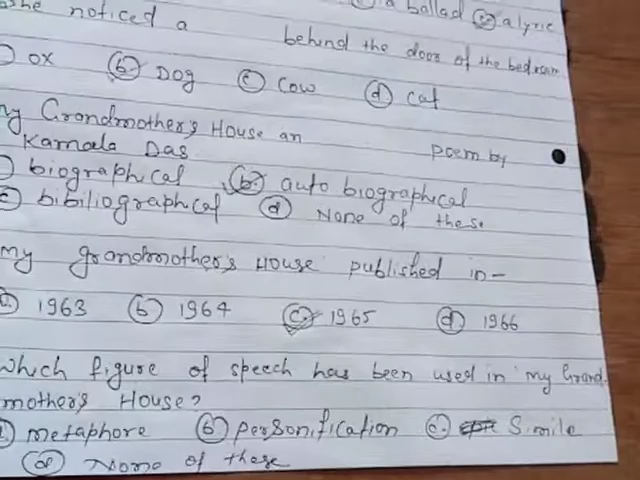 a ballad c. a lyric
she noticed a behind the door of the bedroom
ox b. Dog c. cow d. cat
my Grandmother's House an poem by
Kamala Das
biographical b. auto biographical
c. bibiliographical d. None of these
my grandmother's House published in-
a. 1963 b. 1964 c. 1965 d. 1966
which figure of speech has been used in my Grand-
mother's House?
a. metaphore b. personification c. Simile
d. None of these